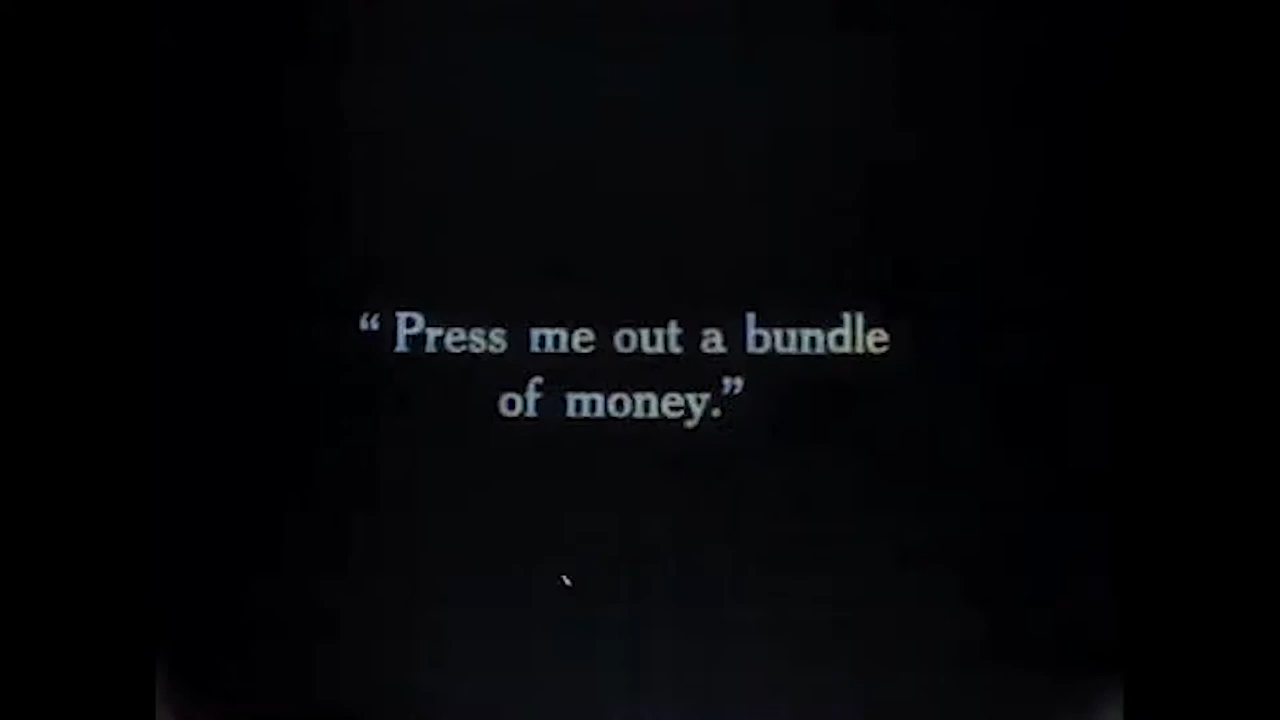 “ Press me out a bundle
of money.”